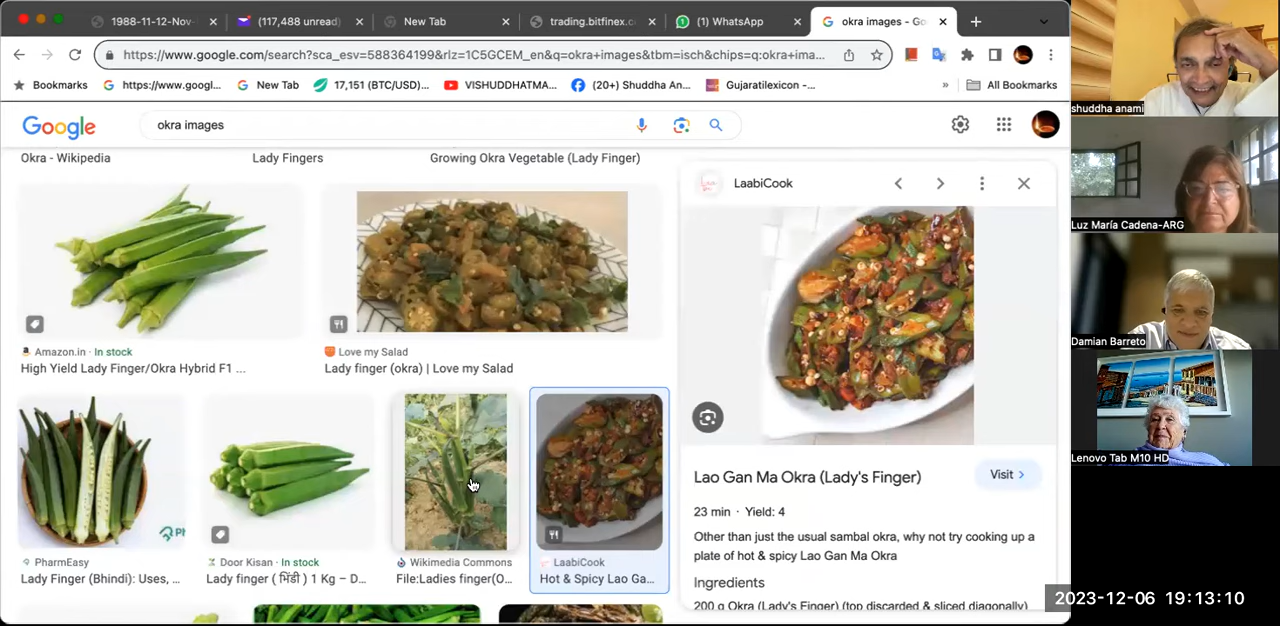 1988-11-12-Nov-
(117,488 unread)
New Tab
trading.bitfinex.c
(1) WhatsApp
okra images - Go
https://www.google.com/search?sca_esv=588364199&rlz=1C5GCEM_en&q=okra+images&tbm=isch&chips=q:okra+ima...
Bookmarks
https://www.googl...
New Tab
17,151 (BTC/USD)...
VISHUDDHATMA...
(20+) Shuddha An...
Gujaratilexicon -...
»
All Bookmarks
Google
okra images
Okra - Wikipedia
Lady Fingers
Growing Okra Vegetable (Lady Finger)
Amazon.in · In stock
High Yield Lady Finger/Okra Hybrid F1 ...
Love my Salad
Lady finger (okra) | Love my Salad
PharmEasy
Lady Finger (Bhindi): Uses, ...
Door Kisan · In stock
Lady finger ( भिंडी ) 1 Kg – D...
Wikimedia Commons
File:Ladies finger(O...
LaabiCook
Hot & Spicy Lao Ga...
LaabiCook
Lao Gan Ma Okra (Lady's Finger)
Visit
23 min · Yield: 4
Other than just the usual sambal okra, why not try cooking up a
plate of hot & spicy Lao Gan Ma Okra
Ingredients
200 g Okra (Lady's Finger) (top discarded & sliced diagonally)
shuddha anami
Luz María Cadena-ARG
Damian Barreto
Lenovo Tab M10 HD
2023-12-06 19:13:10